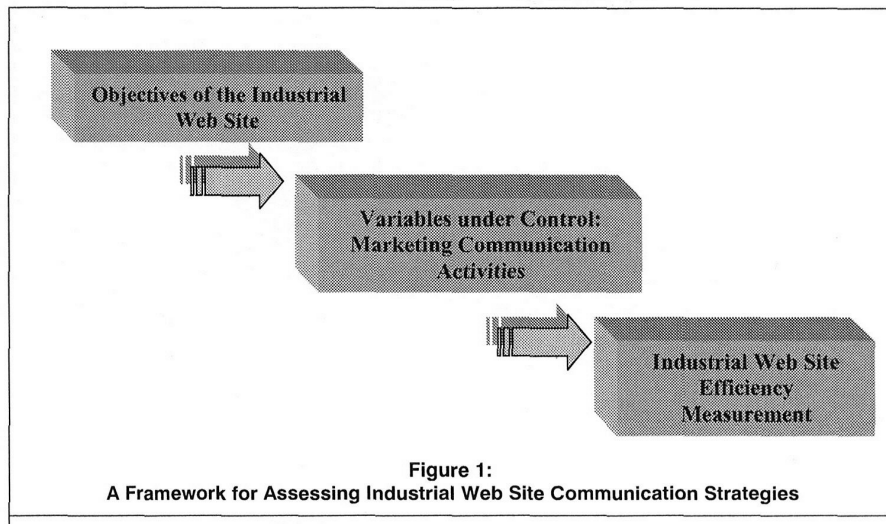 Objectives of the Industrial
Web Site
Variables under Control:
Marketing Communication
Activities
Industrial Web Site
Efficiency
Measurement
Figure 1:
A Framework for Assessing Industrial Web Site Communication Strategies